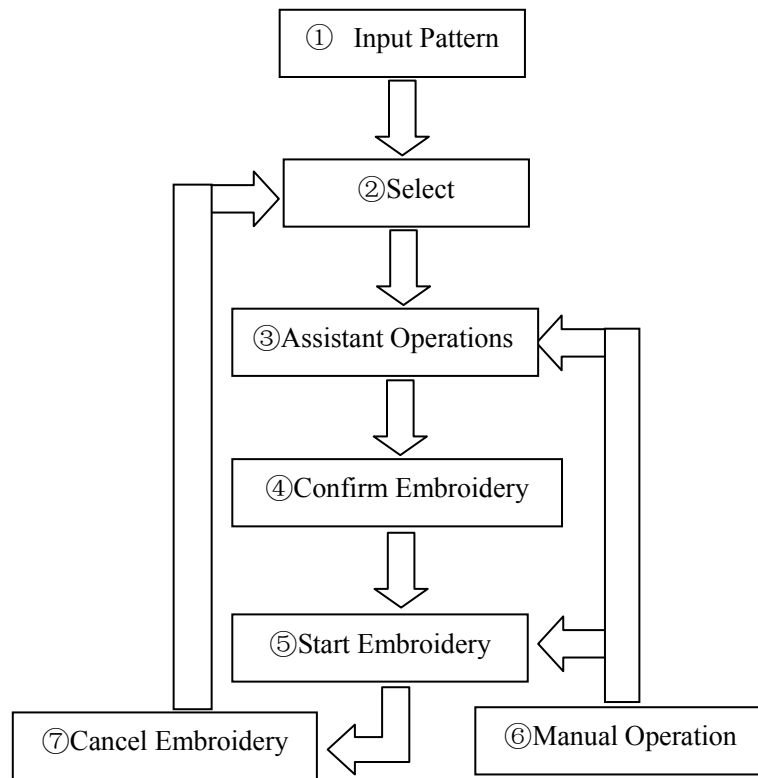 ① Input Pattern
②Select
③Assistant Operations
④Confirm Embroidery
⑤Start Embroidery
⑦Cancel Embroidery
⑥Manual Operation